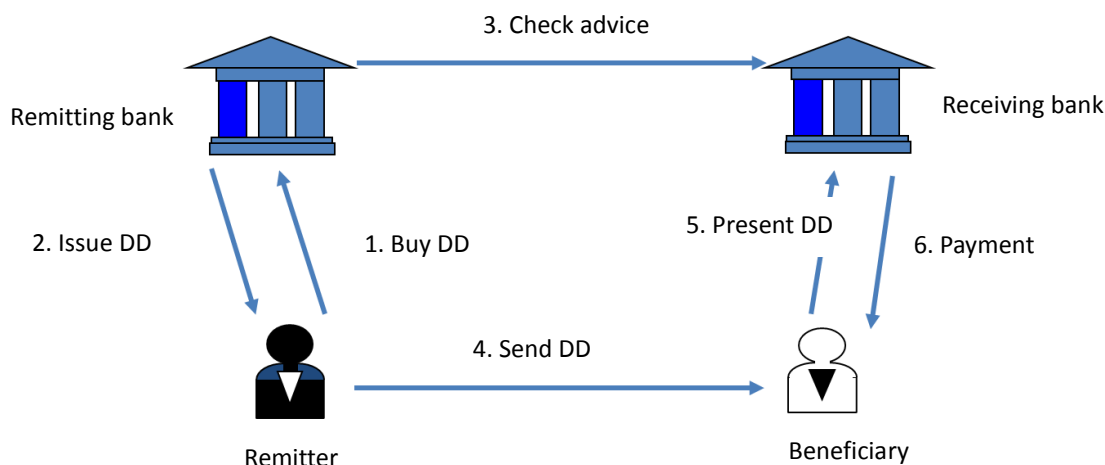 3. Check advice
Remitting bank
Receiving bank
2. Issue DD
1. Buy DD
5. Present DD
6. Payment
4. Send DD
Remitter
Beneficiary